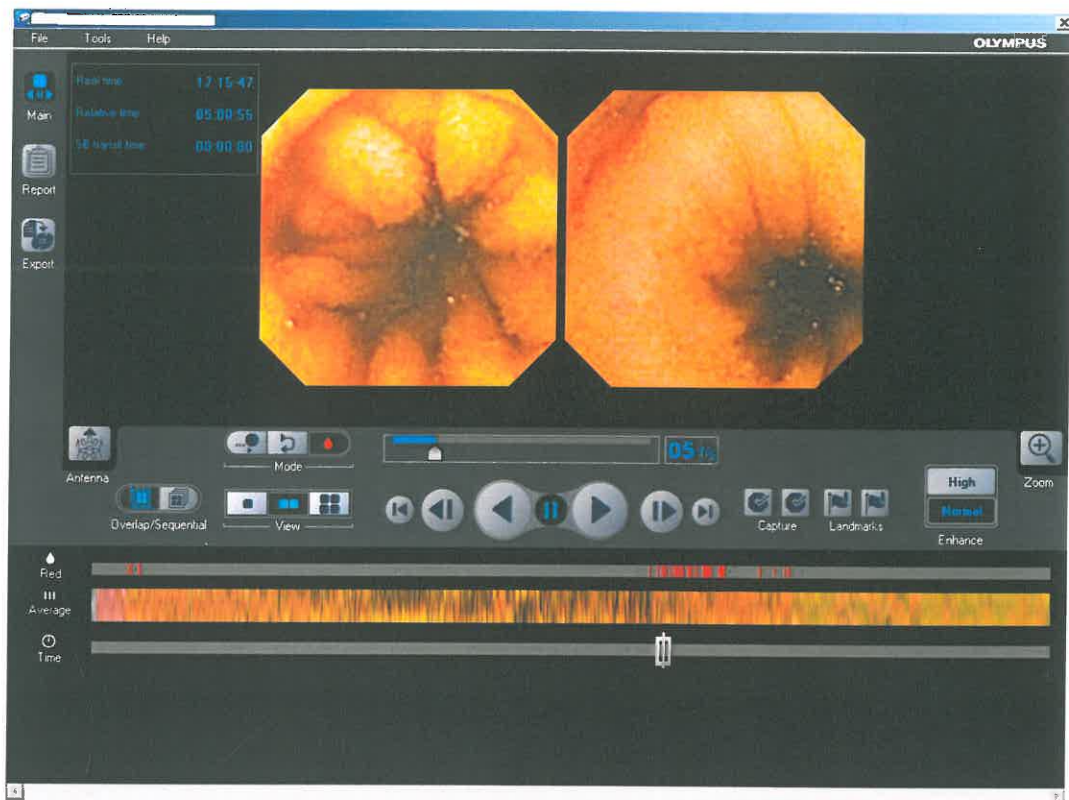 File Tools Help
OLYMPUS
Main
Real time: 17:15:47
Relative time: 05:00:55
SB transit time: 00:00:00
Report
Export
Antenna
Mode
05 f/s
Zoom
Overlap/Sequential
View
Capture
Landmarks
High
Normal
Enhance
Red
Average
Time